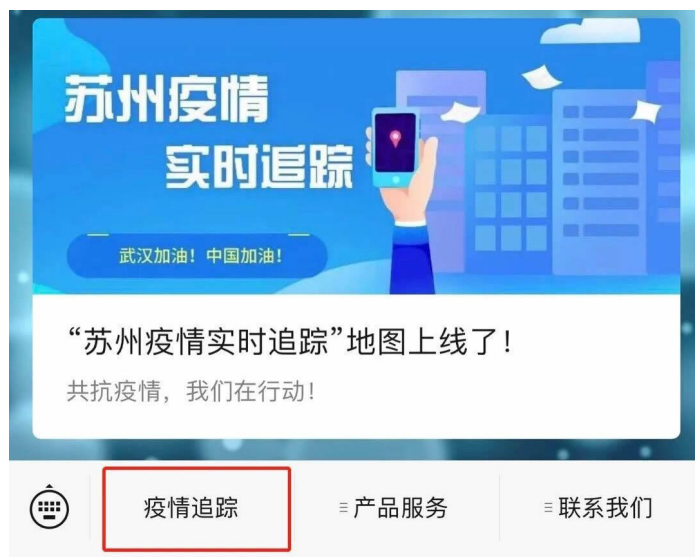 苏州疫情
实时追踪
武汉加油！中国加油！
“苏州疫情实时追踪”地图上线了！
共抗疫情，我们在行动！
疫情追踪
产品服务
联系我们